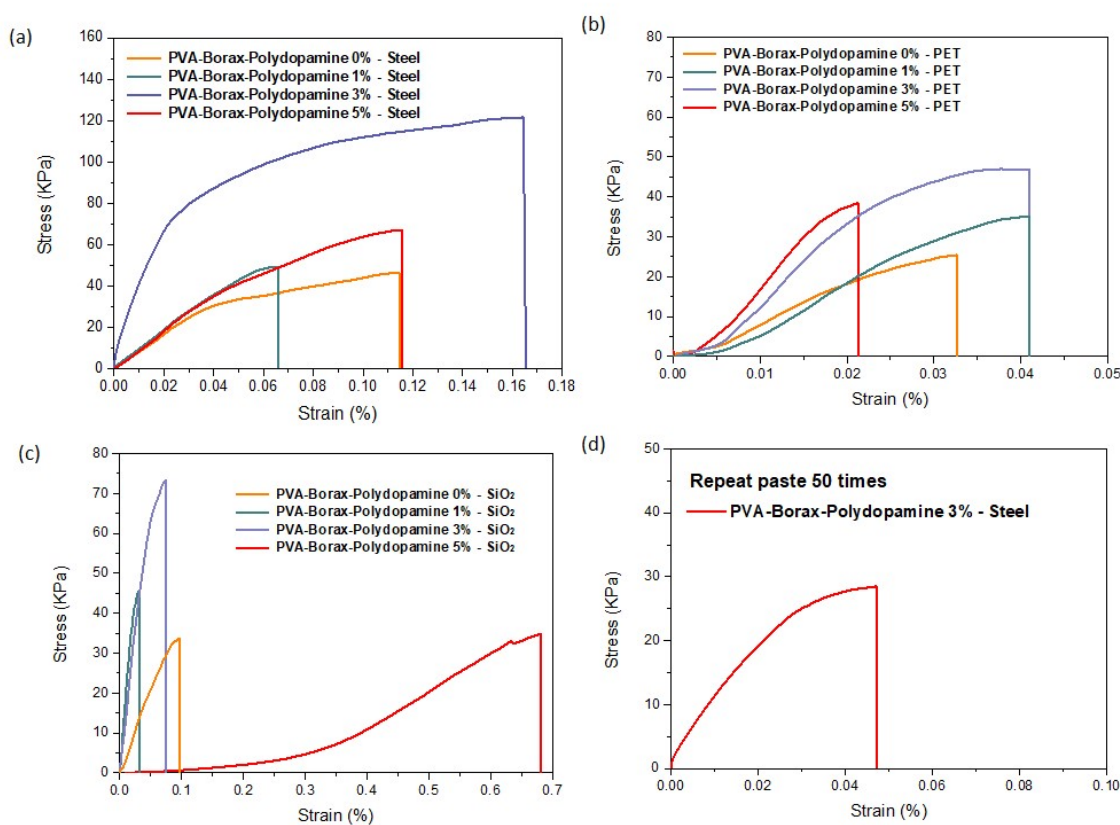 (a)
160
140
120
100
80
60
40
20
0
Stress (KPa)
PVA-Borax-Polydopamine 0% - Steel
PVA-Borax-Polydopamine 1% - Steel
PVA-Borax-Polydopamine 3% - Steel
PVA-Borax-Polydopamine 5% - Steel
0.00 0.02 0.04 0.06 0.08 0.10 0.12 0.14 0.16 0.18
Strain (%)
(b)
80
70
60
50
40
30
20
10
0
Stress (KPa)
PVA-Borax-Polydopamine 0% - PET
PVA-Borax-Polydopamine 1% - PET
PVA-Borax-Polydopamine 3% - PET
PVA-Borax-Polydopamine 5% - PET
0.00 0.01 0.02 0.03 0.04 0.05
Strain (%)
(c)
80
70
60
50
40
30
20
10
0
Stress (KPa)
PVA-Borax-Polydopamine 0% - SiO₂
PVA-Borax-Polydopamine 1% - SiO₂
PVA-Borax-Polydopamine 3% - SiO₂
PVA-Borax-Polydopamine 5% - SiO₂
0.0 0.1 0.2 0.3 0.4 0.5 0.6 0.7
Strain (%)
(d)
50
40
30
20
10
0
Stress (KPa)
Repeat paste 50 times
PVA-Borax-Polydopamine 3% - Steel
0.00 0.02 0.04 0.06 0.08 0.10
Strain (%)